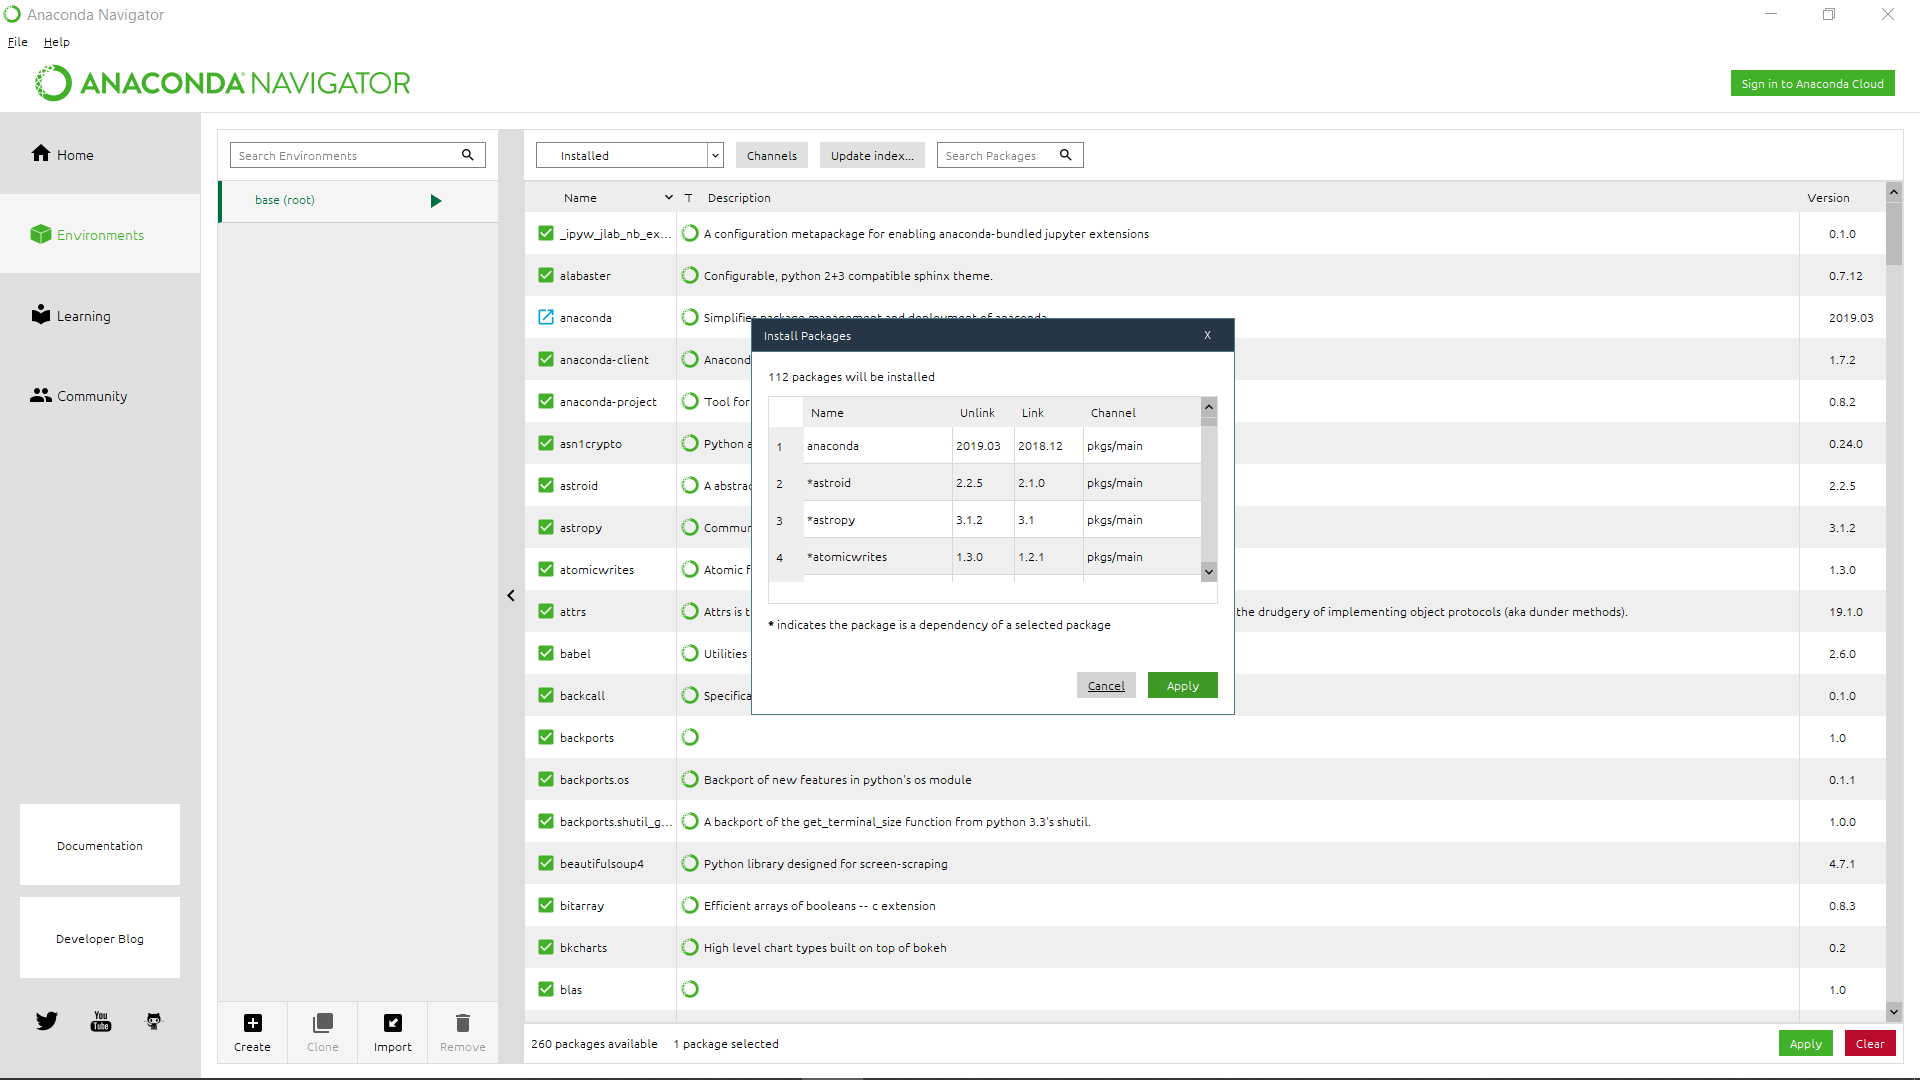 Anaconda Navigator
File Help
ANACONDA NAVIGATOR
Sign in to Anaconda Cloud
Home
Environments
Learning
Community
Documentation
Developer Blog
You Tube
Search Environments
base (root)
Create Clone Import Remove
Installed Channels Update index... Search Packages
Name T Description Version
_ipyw_jlab_nb_ex... A configuration metapackage for enabling anaconda-bundled jupyter extensions 0.1.0
alabaster Configurable, python 2+3 compatible sphinx theme. 0.7.12
anaconda Simplifies package management and deployment of anaconda 2019.03
anaconda-client Anacond 1.7.2
anaconda-project Tool for 0.8.2
asn1crypto Python a 0.24.0
astroid A abstrac 2.2.5
astropy Commun 3.1.2
atomicwrites Atomic f 1.3.0
attrs Attrs is t the drudgery of implementing object protocols (aka dunder methods). 19.1.0
babel Utilities 2.6.0
backcall Specifica 0.1.0
backports 1.0
backports.os Backport of new features in python's os module 0.1.1
backports.shutil_g... A backport of the get_terminal_size function from python 3.3's shutil. 1.0.0
beautifulsoup4 Python library designed for screen-scraping 4.7.1
bitarray Efficient arrays of booleans -- c extension 0.8.3
bkcharts High level chart types built on top of bokeh 0.2
blas 1.0
260 packages available 1 package selected Apply Clear
Install Packages X
112 packages will be installed
Name Unlink Link Channel
1 anaconda 2019.03 2018.12 pkgs/main
2 *astroid 2.2.5 2.1.0 pkgs/main
3 *astropy 3.1.2 3.1 pkgs/main
4 *atomicwrites 1.3.0 1.2.1 pkgs/main
* indicates the package is a dependency of a selected package
Cancel Apply